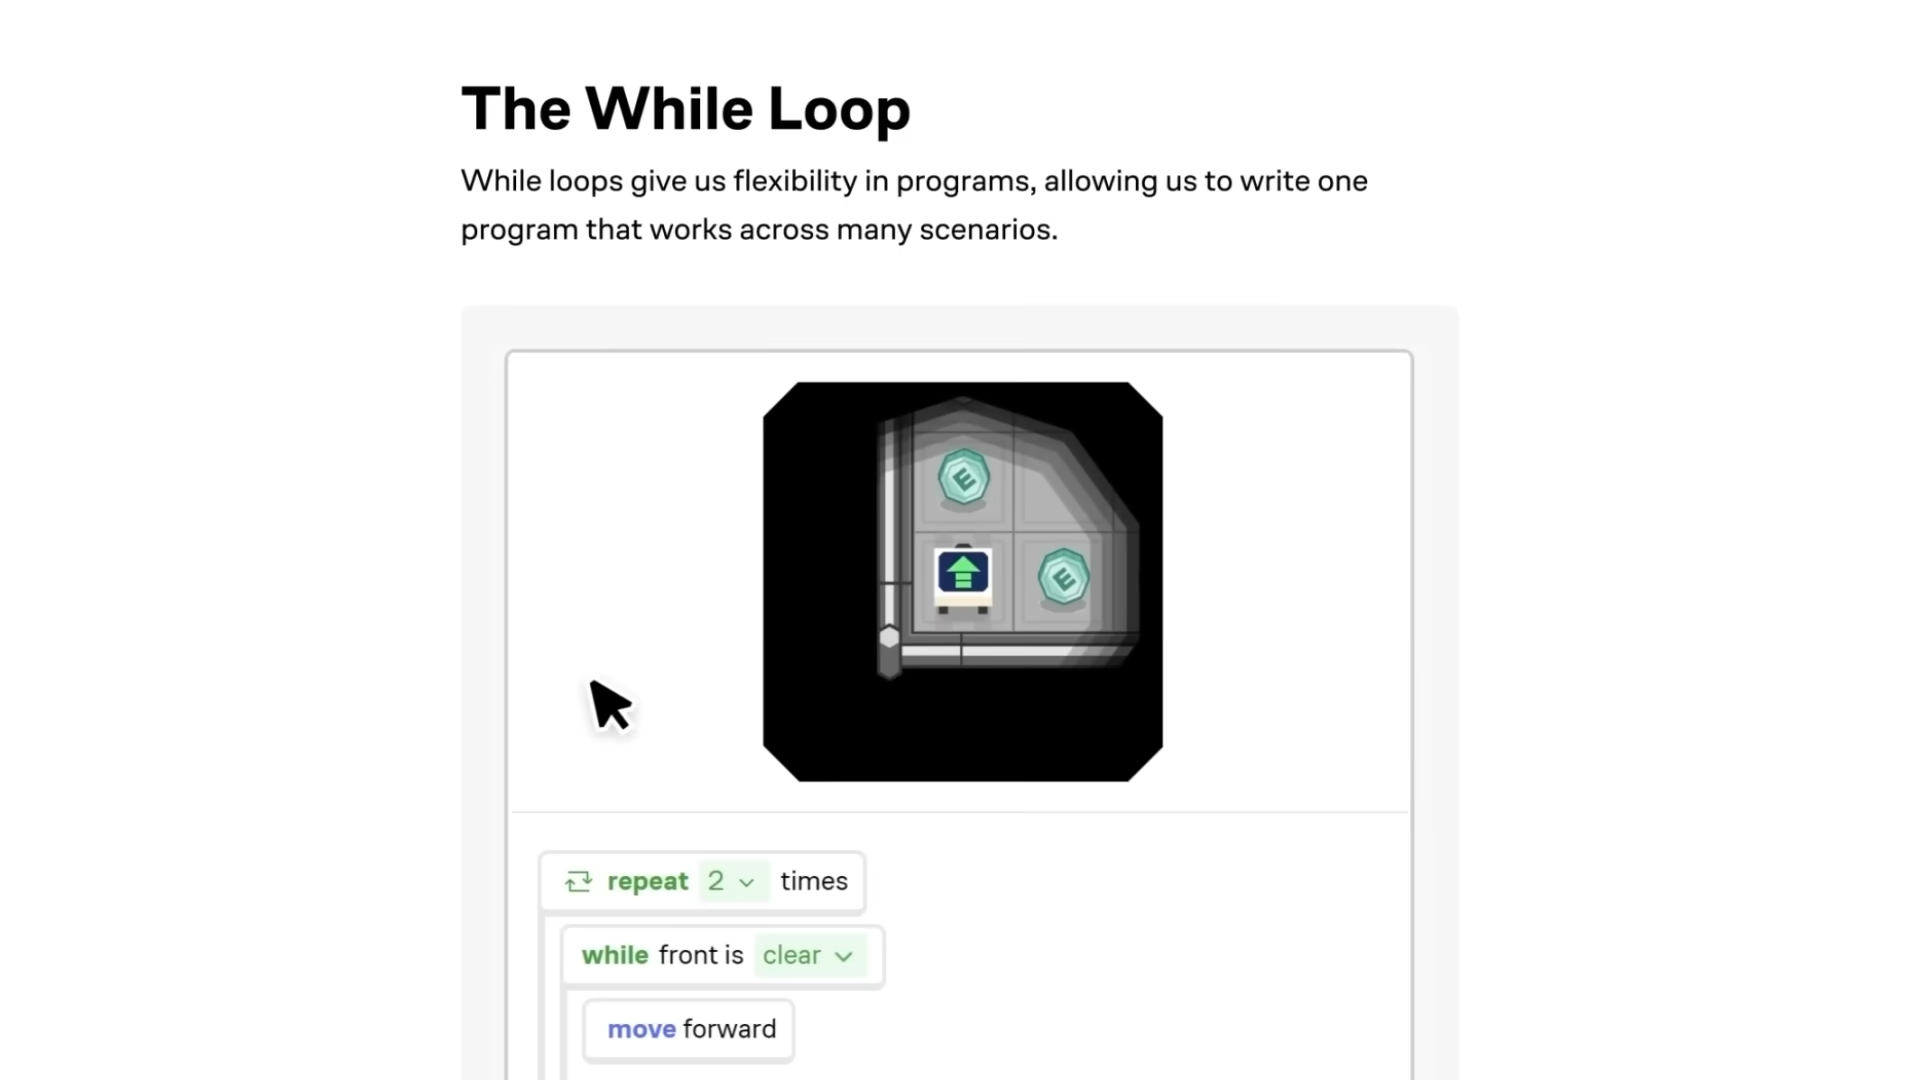 The While Loop
While loops give us flexibility in programs, allowing us to write one
program that works across many scenarios.
E
E
repeat 2 times
while front is clear
move forward